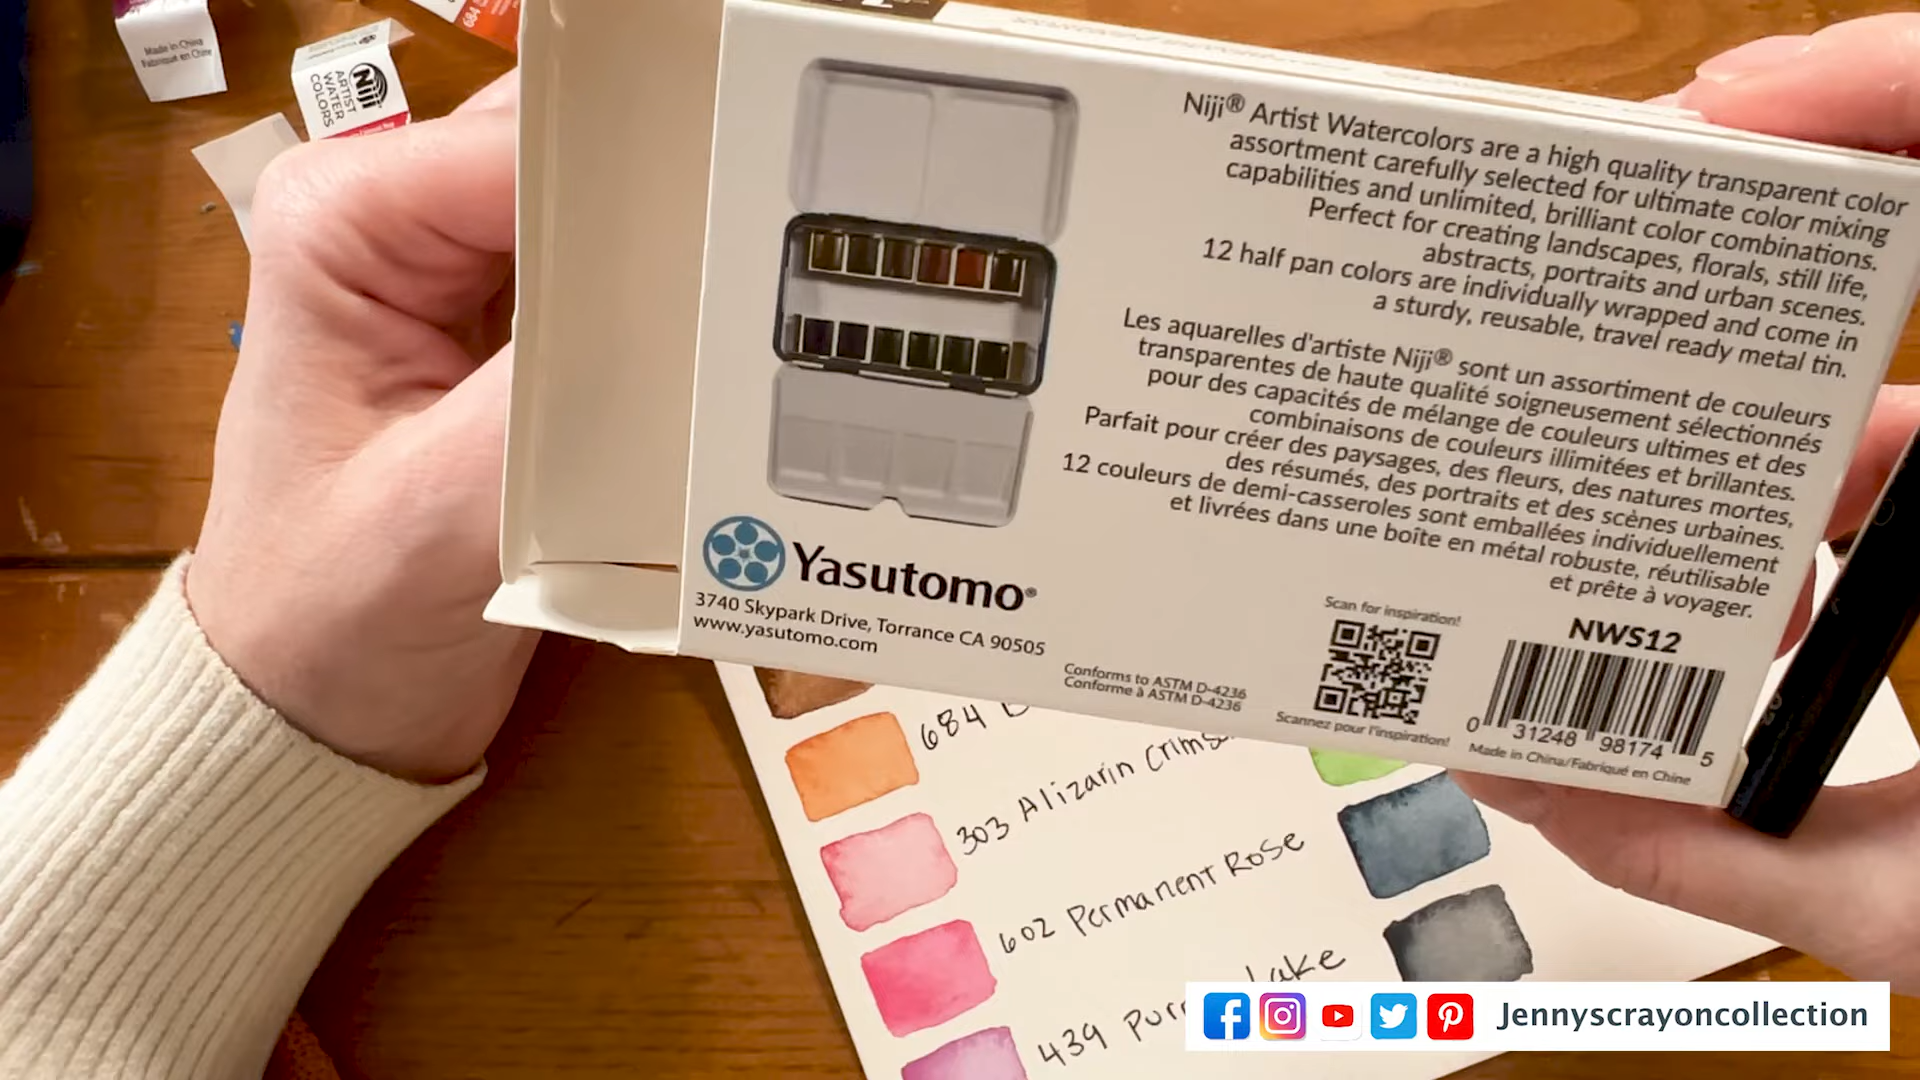 Made in China
Fabriqué en Chine
Niji
ARTIST
WATER
COLORS
684
Niji® Artist Watercolors are a high quality transparent color
assortment carefully selected for ultimate color mixing
capabilities and unlimited, brilliant color combinations.
Perfect for creating landscapes, florals, still life,
abstracts, portraits and urban scenes.
12 half pan colors are individually wrapped and come in
a sturdy, reusable, travel ready metal tin.
Les aquarelles d'artiste Niji® sont un assortiment de couleurs
transparentes de haute qualité soigneusement sélectionnés
pour des capacités de mélange de couleurs ultimes et des
combinaisons de couleurs illimitées et brillantes.
Parfait pour créer des paysages, des fleurs, des natures mortes,
des résumés, des portraits et des scènes urbaines.
12 couleurs de demi-casseroles sont emballées individuellement
et livrées dans une boîte en métal robuste, réutilisable
et prête à voyager.
Yasutomo®
3740 Skypark Drive, Torrance CA 90505
www.yasutomo.com
Conforms to ASTM D-4236
Conforme à ASTM D-4236
Scan for inspiration!
Scannez pour l'inspiration!
NWS12
0 31248 98174 5
Made in China/Fabriqué en Chine
684
303 Alizarin Crimso
602 Permanent Rose
439 Pur Lake
Jennyscrayoncollection